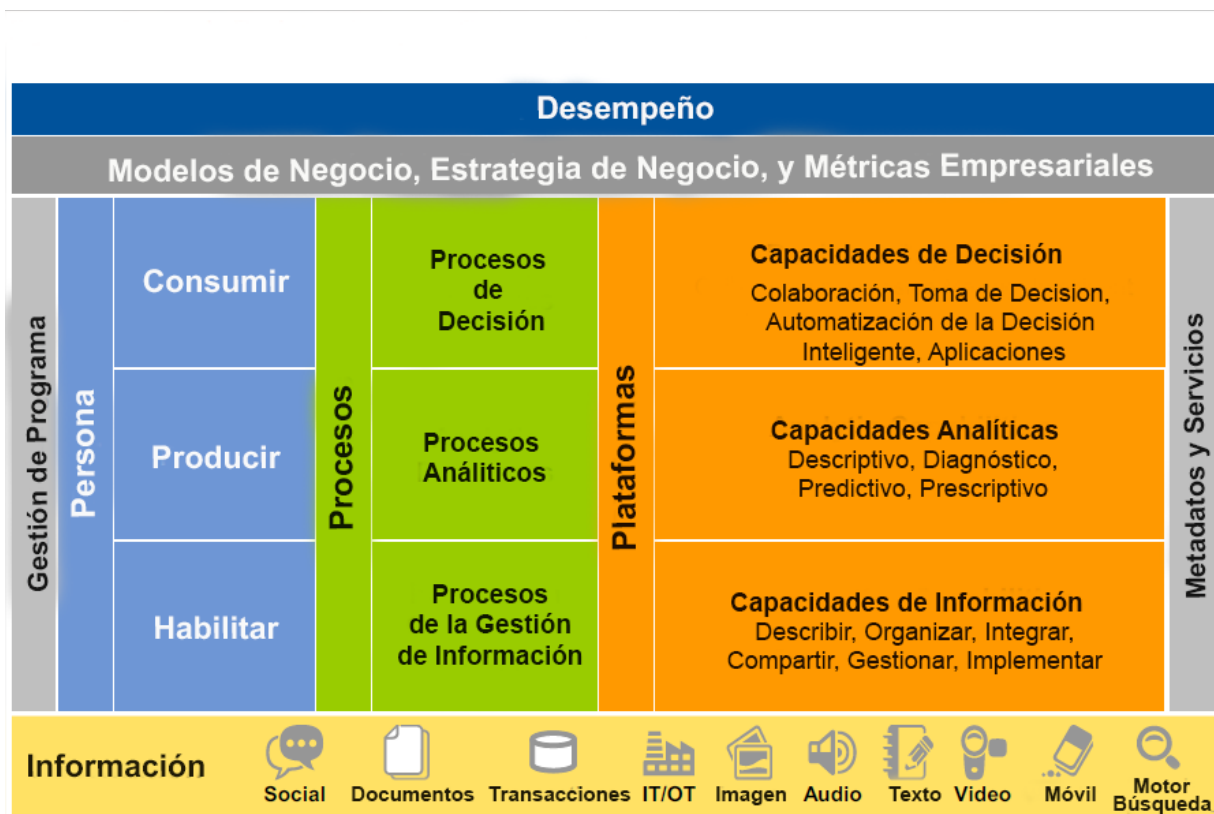 Desempeño
Modelos de Negocio, Estrategia de Negocio, y Métricas Empresariales
Gestión de Programa
Persona
Consumir
Producir
Habilitar
Procesos
Procesos
de
Decisión
Procesos
Análiticos
Procesos
de la Gestión
de Información
Plataformas
Capacidades de Decisión
Colaboración, Toma de Decision,
Automatización de la Decisión
Inteligente, Aplicaciones
Capacidades Analíticas
Descriptivo, Diagnóstico,
Predictivo, Prescriptivo
Capacidades de Información
Describir, Organizar, Integrar,
Compartir, Gestionar, Implementar
Metadatos y Servicios
Información
Social
Documentos
Transacciones
IT/OT
Imagen
Audio
Texto
Video
Móvil
Motor
Búsqueda